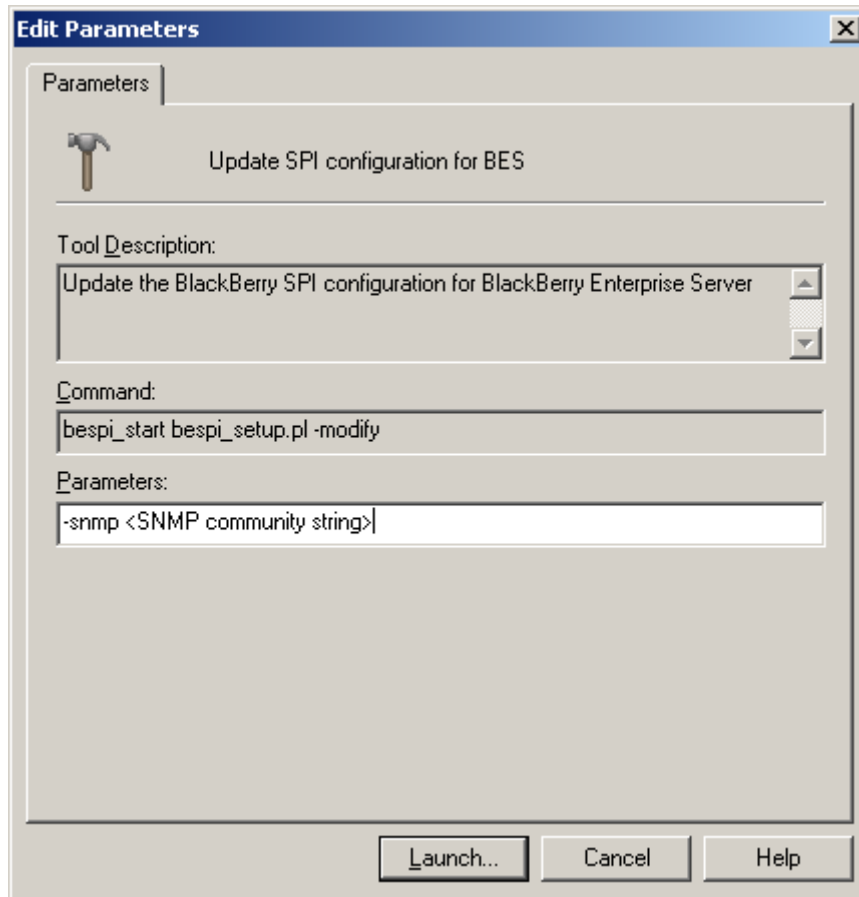 Edit Parameters
Parameters
Update SPI configuration for BES
Tool Description:
Update the BlackBerry SPI configuration for BlackBerry Enterprise Server
Command:
bespi_start bespi_setup.pl -modify
Parameters:
-snmp <SNMP community string>
Launch... Cancel Help